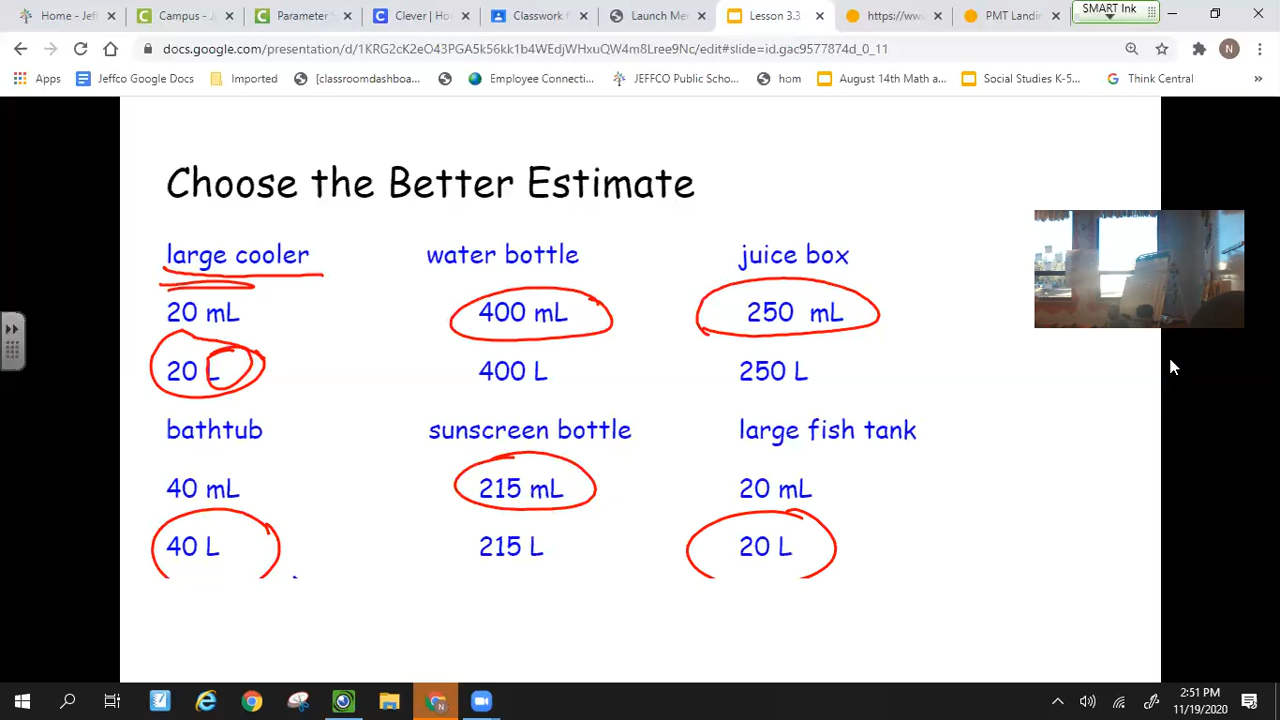 Home - Jef
Campus - J
Parameter S
Clever | Ho
Classwork f
Launch Me
Lesson 3.3
https://ww
PMT Landin
SMART Ink
docs.google.com/presentation/d/1KRG2cK2eO43PGA5k56kk1b4WEdjWHxuQW4m8Lree9Nc/edit#slide=id.gac9577874d_0_11
N
Apps
Jeffco Google Docs
Imported
[classroomdashboa...
Employee Connecti...
JEFFCO Public Scho...
hsm
August 14th Math a...
Social Studies K-5...
Think Central
Choose the Better Estimate
large cooler
water bottle
juice box
20 mL
400 mL
250 mL
20 L
400 L
250 L
bathtub
sunscreen bottle
large fish tank
40 mL
215 mL
20 mL
40 L
215 L
20 L
2:51 PM
11/19/2020